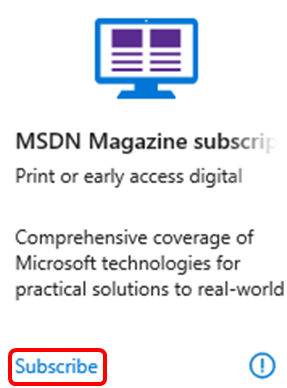 MSDN Magazine subscrip
Print or early access digital
Comprehensive coverage of
Microsoft technologies for
practical solutions to real-world
Subscribe